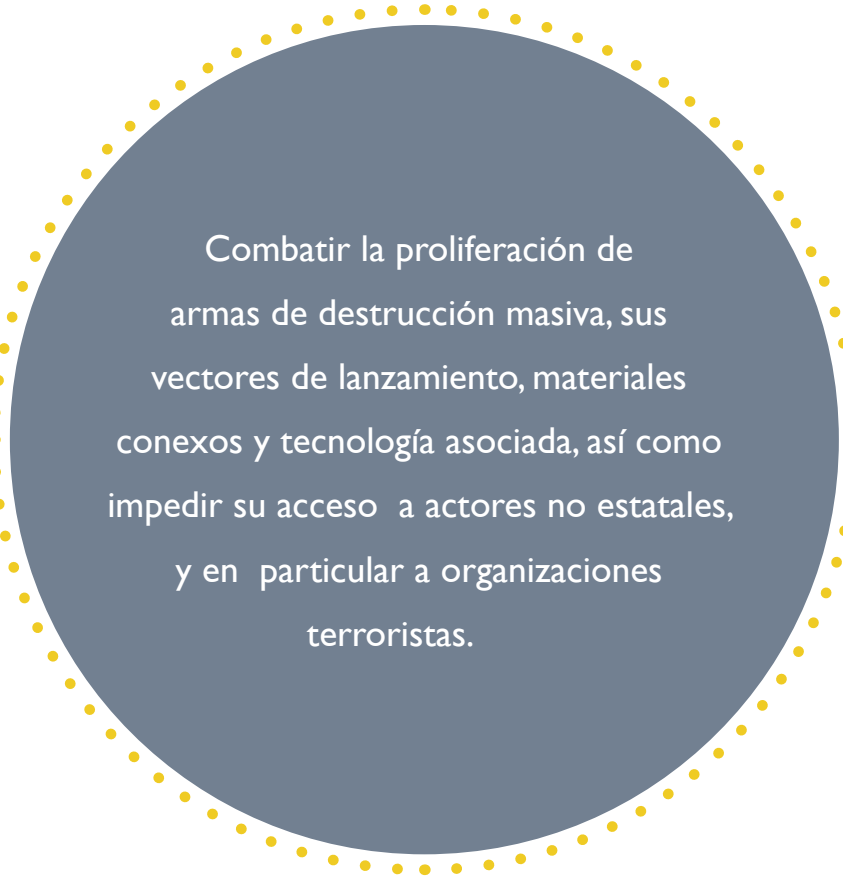 Combatir la proliferación de
armas de destrucción masiva, sus
vectores de lanzamiento, materiales
conexos y tecnología asociada, así como
impedir su acceso  a actores no estatales,
y en  particular a organizaciones
terroristas.